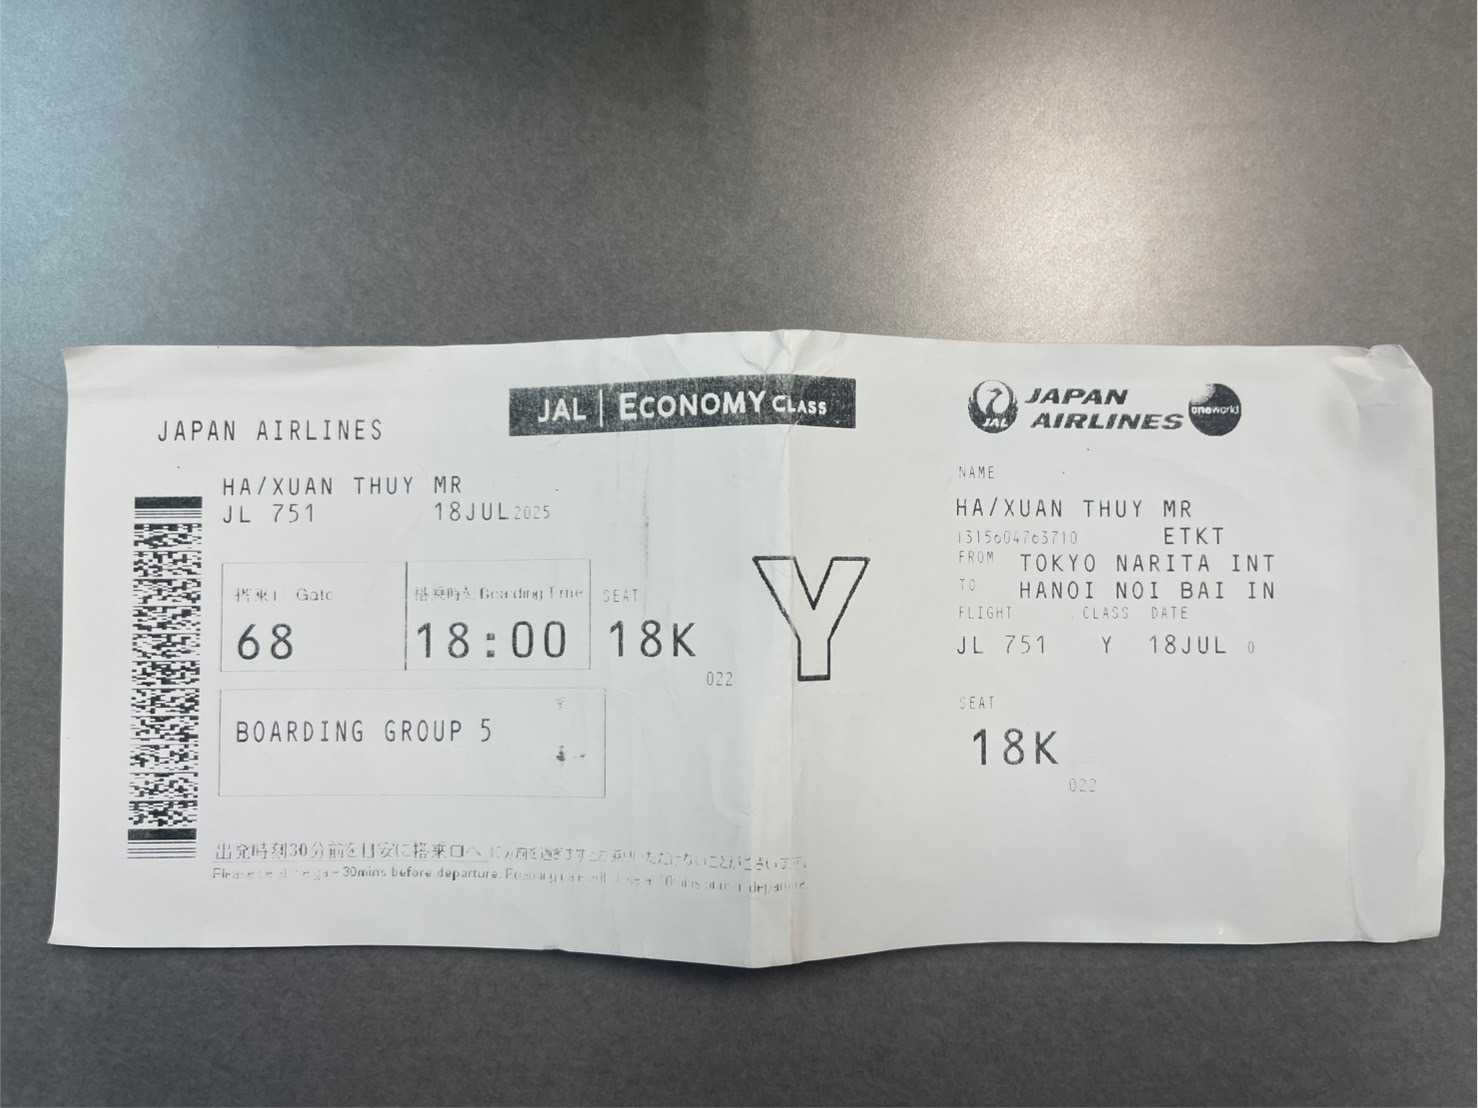 JAL | ECONOMY CLASS
JAPAN AIRLINES
HA/XUAN THUY MR
JL 751 18JUL2025
搭乗口 Gate
68
搭乗時刻 Boarding Time
18:00
SEAT
18K
022
Y
BOARDING GROUP 5
出発時刻30分前を目安に搭乗口へ
30mins before departure.
JAPAN
AIRLINES
JAL
oneworld
NAME
HA/XUAN THUY MR
1315604763710 ETKT
FROM TOKYO NARITA INT
TO HANOI NOI BAI IN
FLIGHT CLASS DATE
JL 751 Y 18JUL 0
SEAT
18K
022